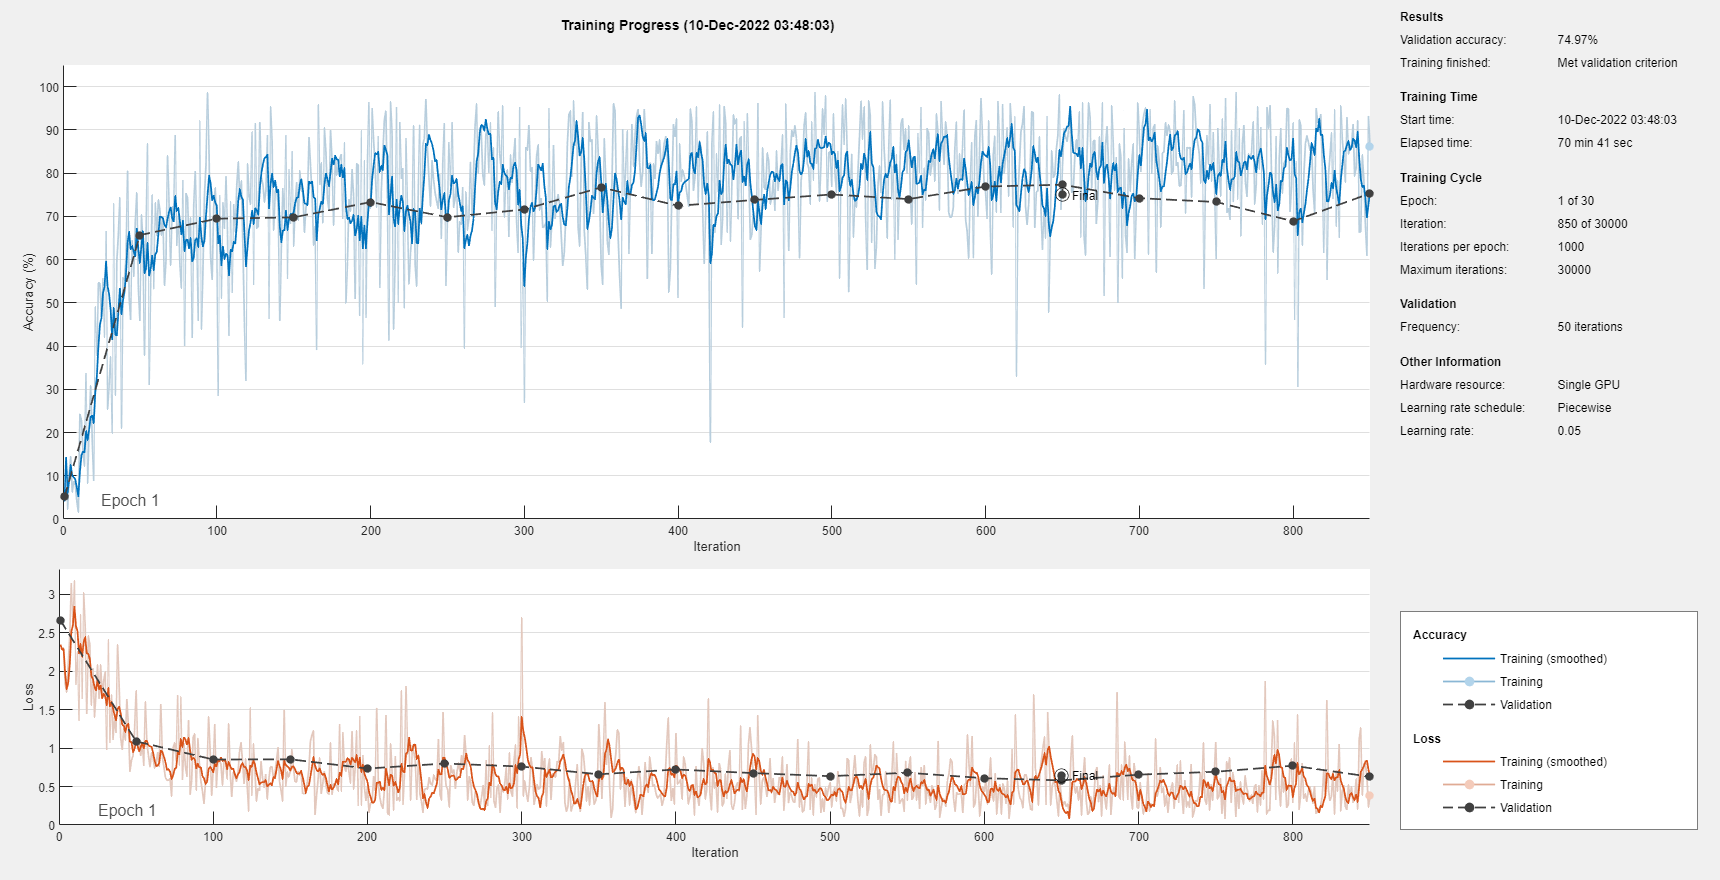 Training Progress (10-Dec-2022 03:48:03)
Accuracy (%)
100
90
80
70
60
50
40
30
20
10
0
Final
Epoch 1
0 100 200 300 400 500 600 700 800
Iteration
Loss
3
2.5
2
1.5
1
0.5
0
Final
Epoch 1
0 100 200 300 400 500 600 700 800
Iteration
Results
Validation accuracy: 74.97%
Training finished: Met validation criterion
Training Time
Start time: 10-Dec-2022 03:48:03
Elapsed time: 70 min 41 sec
Training Cycle
Epoch: 1 of 30
Iteration: 850 of 30000
Iterations per epoch: 1000
Maximum iterations: 30000
Validation
Frequency: 50 iterations
Other Information
Hardware resource: Single GPU
Learning rate schedule: Piecewise
Learning rate: 0.05
Accuracy
Training (smoothed)
Training
Validation
Loss
Training (smoothed)
Training
Validation